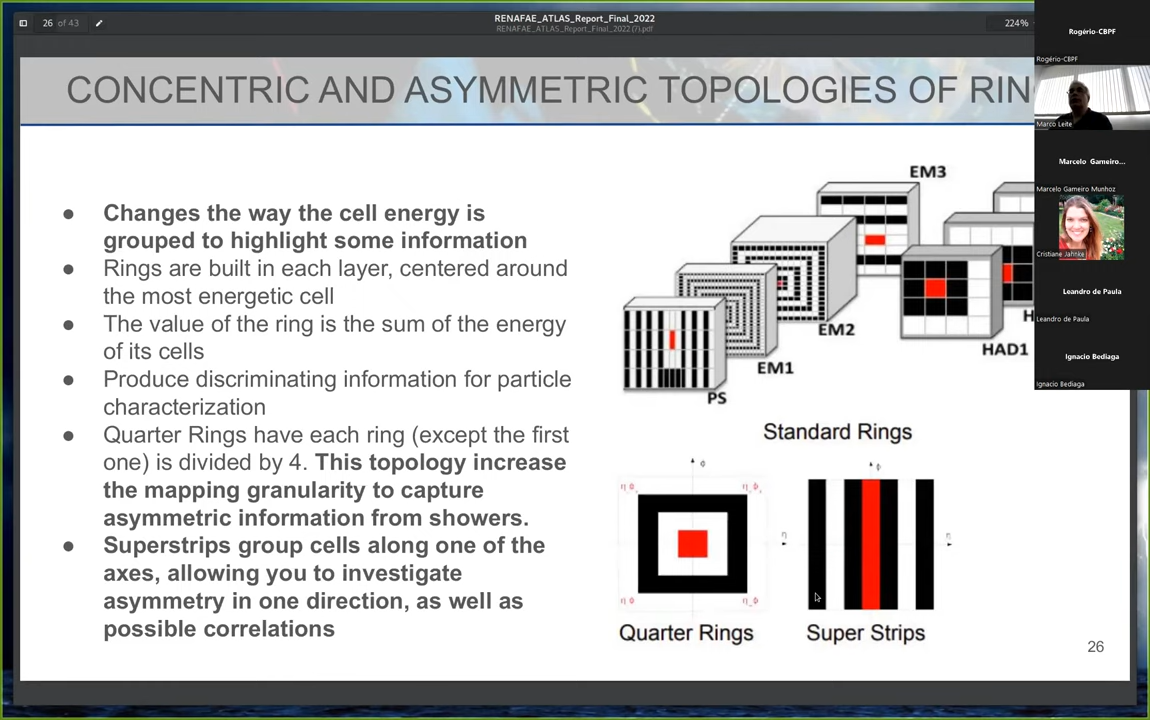 26 of 43
RENAFAE_ATLAS_Report_Final_2022
RENAFAE_ATLAS_Report_Final_2022 (7).pdf
224%
CONCENTRIC AND ASYMMETRIC TOPOLOGIES OF RIN
● Changes the way the cell energy is
grouped to highlight some information
● Rings are built in each layer, centered around
the most energetic cell
● The value of the ring is the sum of the energy
of its cells
● Produce discriminating information for particle
characterization
● Quarter Rings have each ring (except the first
one) is divided by 4. This topology increase
the mapping granularity to capture
asymmetric information from showers.
● Superstrips group cells along one of the
axes, allowing you to investigate
asymmetry in one direction, as well as
possible correlations
EM3
EM2
H
HAD1
EM1
PS
Standard Rings
Φ
Φ
η
η
Quarter Rings
Super Strips
26
Rogério-CBPF
Rogério-CBPF
Marco Leite
Marcelo Gameiro...
Marcelo Gameiro Munhoz
Cristiane Jahnke
Leandro de Paula
Leandro de Paula
Ignacio Bediaga
Ignacio Bediaga